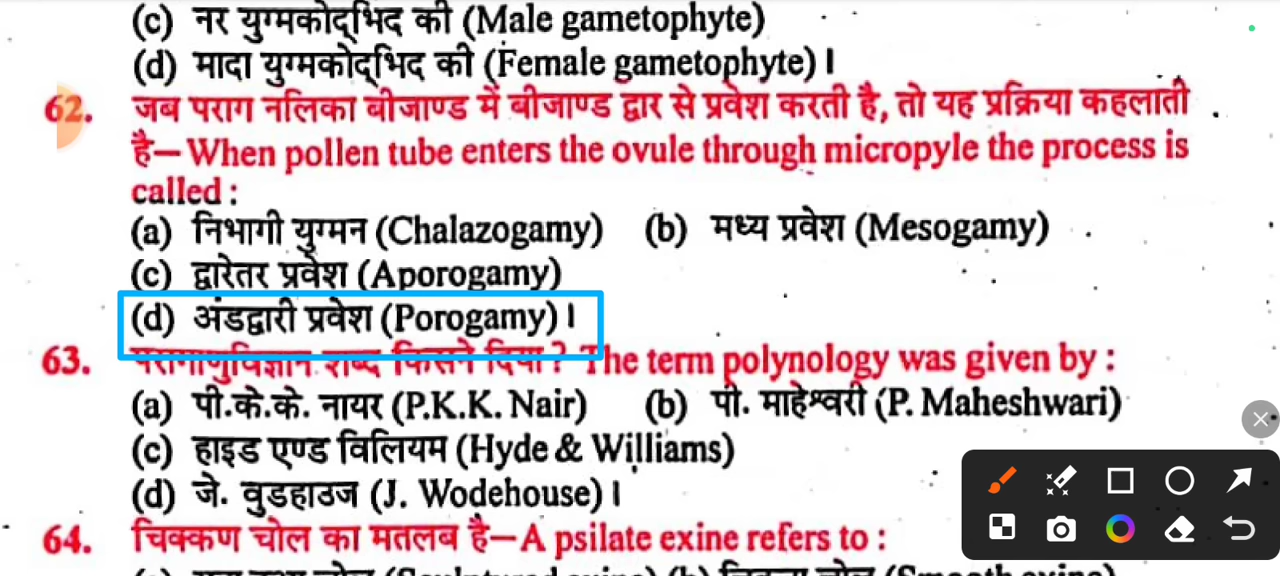 (c) नर युग्मकोद्भिद की (Male gametophyte)
(d) मादा युग्मकोद्भिद की (Female gametophyte)।
62. जब पराग नलिका बीजाण्ड में बीजाण्ड द्वार से प्रवेश करती है, तो यह प्रक्रिया कहलाती
है–When pollen tube enters the ovule through micropyle the process is
called :
(a) निभागी युग्मन (Chalazogamy) (b) मध्य प्रवेश (Mesogamy)
(c) द्वारेतर प्रवेश (Aporogamy)
(d) अंडद्वारी प्रवेश (Porogamy)।
63. परागाणुविज्ञान शब्द किसने दिया? The term polynology was given by :
(a) पी.के.के. नायर (P.K.K. Nair) (b) पी. माहेश्वरी (P. Maheshwari)
(c) हाइड एण्ड विलियम (Hyde & Williams)
(d) जे. वुडहाउज (J. Wodehouse)।
64. चिक्कण चोल का मतलब है–A psilate exine refers to :